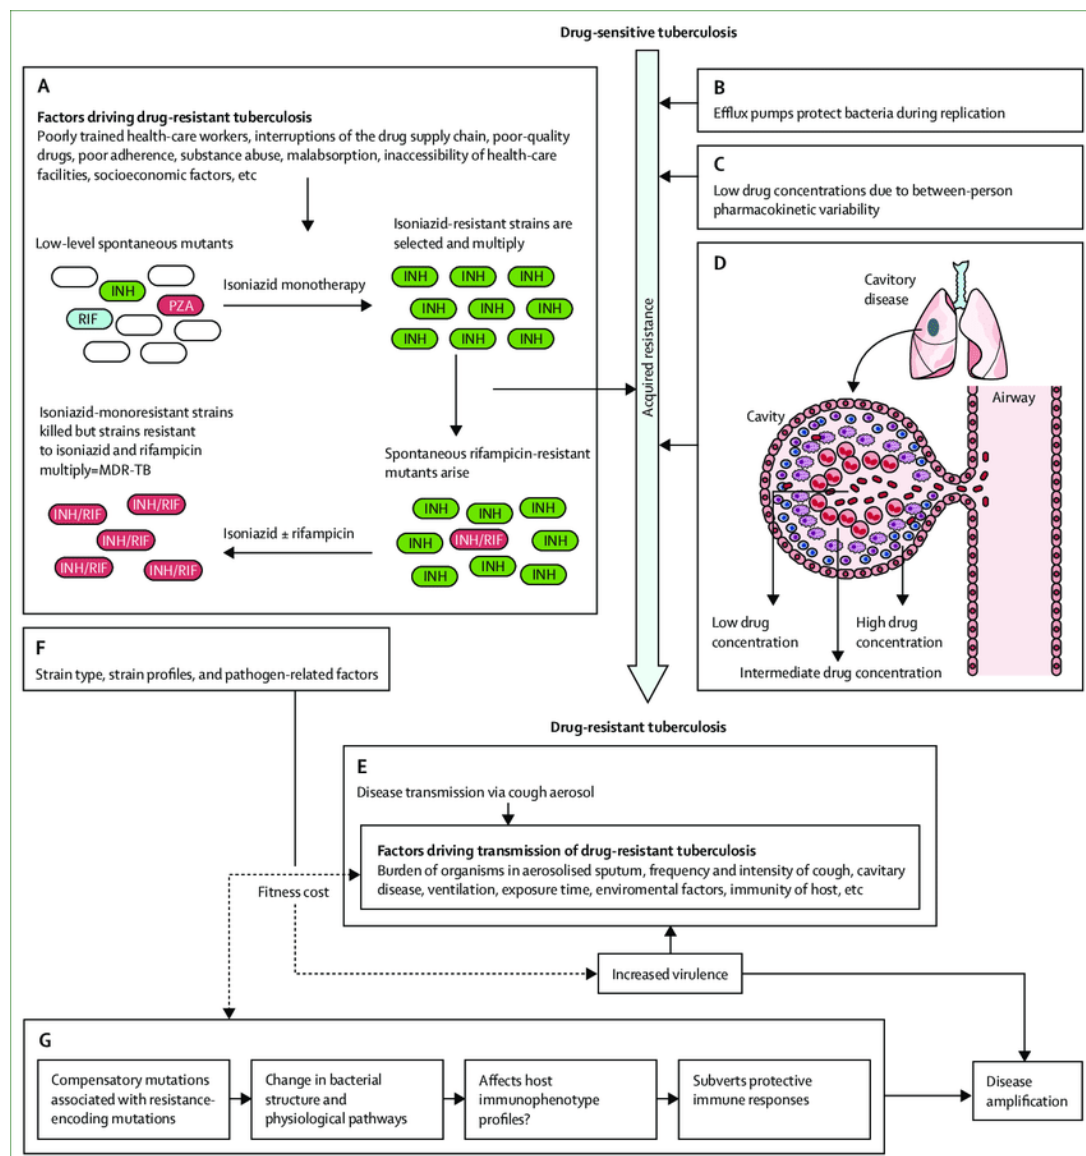 Drug-sensitive tuberculosis
A
Factors driving drug-resistant tuberculosis
Poorly trained health-care workers, interruptions of the drug supply chain, poor-quality
drugs, poor adherence, substance abuse, malabsorption, inaccessibility of health-care
facilities, socioeconomic factors, etc
Low-level spontaneous mutants
INH
PZA
RIF
Isoniazid monotherapy
Isoniazid-resistant strains are
selected and multiply
INH INH INH
INH INH INH
INH INH INH
Spontaneous rifampicin-resistant
mutants arise
INH INH INH
INH INH/RIF INH
INH INH INH
Isoniazid ± rifampicin
Isoniazid-monoresistant strains
killed but strains resistant
to isoniazid and rifampicin
multiply=MDR-TB
INH/RIF INH/RIF
INH/RIF
INH/RIF INH/RIF
Acquired resistance
B
Efflux pumps protect bacteria during replication
C
Low drug concentrations due to between-person
pharmacokinetic variability
D
Cavitory
disease
Cavity
Airway
Low drug
concentration
High drug
concentration
Intermediate drug concentration
F
Strain type, strain profiles, and pathogen-related factors
Drug-resistant tuberculosis
E
Disease transmission via cough aerosol
Factors driving transmission of drug-resistant tuberculosis
Burden of organisms in aerosolised sputum, frequency and intensity of cough, cavitary
disease, ventilation, exposure time, enviromental factors, immunity of host, etc
Fitness cost
Increased virulence
G
Compensatory mutations
associated with resistance-
encoding mutations
Change in bacterial
structure and
physiological pathways
Affects host
immunophenotype
profiles?
Subverts protective
immune responses
Disease
amplification